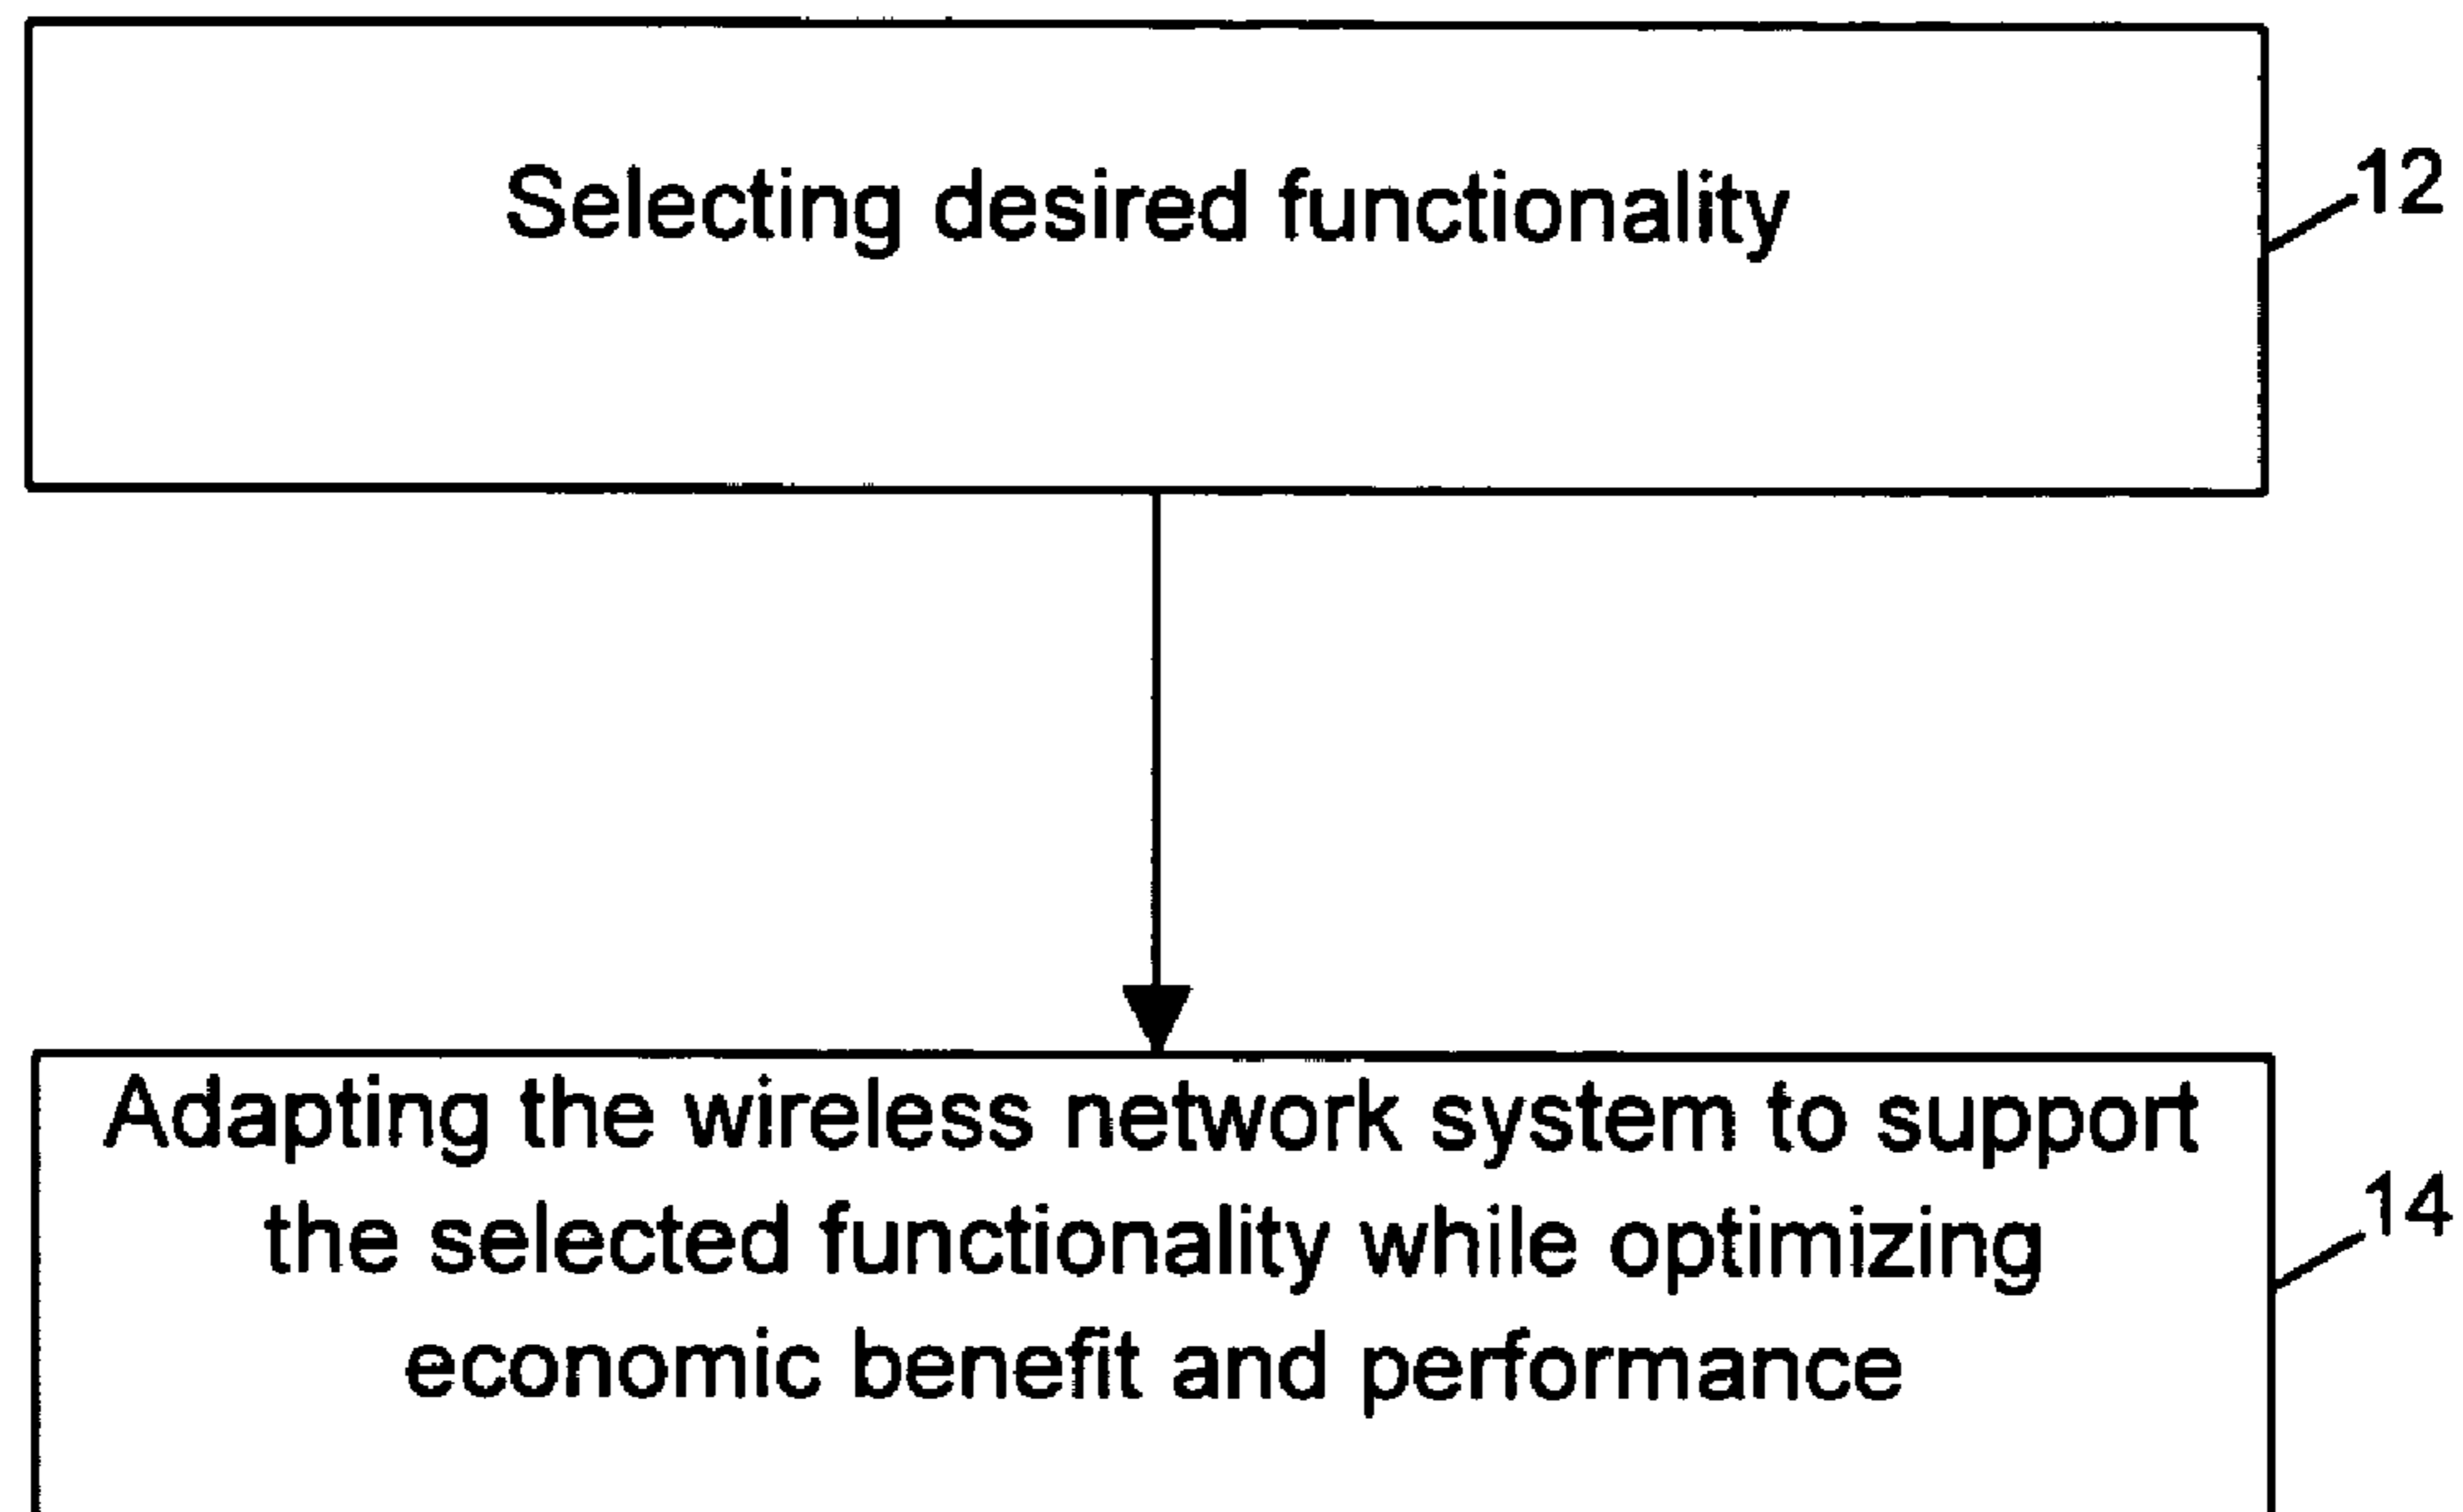 Selecting desired functionality
12
Adapting the wireless network system to support
the selected functionality while optimizing
economic benefit and performance
14